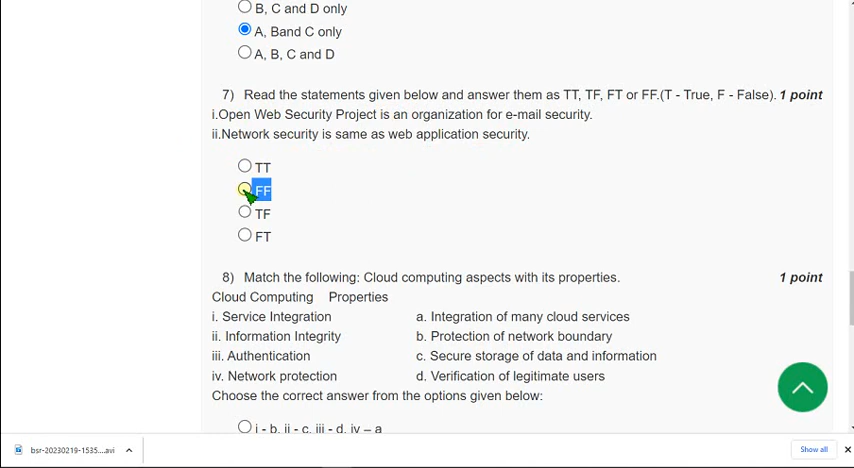 B, C and D only
A, Band C only
A, B, C and D
7) Read the statements given below and answer them as TT, TF, FT or FF.(T - True, F - False). 1 point
i.Open Web Security Project is an organization for e-mail security.
ii.Network security is same as web application security.
TT
FF
TF
FT
8) Match the following: Cloud computing aspects with its properties. 1 point
Cloud Computing Properties
i. Service Integration a. Integration of many cloud services
ii. Information Integrity b. Protection of network boundary
iii. Authentication c. Secure storage of data and information
iv. Network protection d. Verification of legitimate users
Choose the correct answer from the options given below:
i - b, ii - c, iii - d, iv – a
bsr-20230219-1535....avi Show all